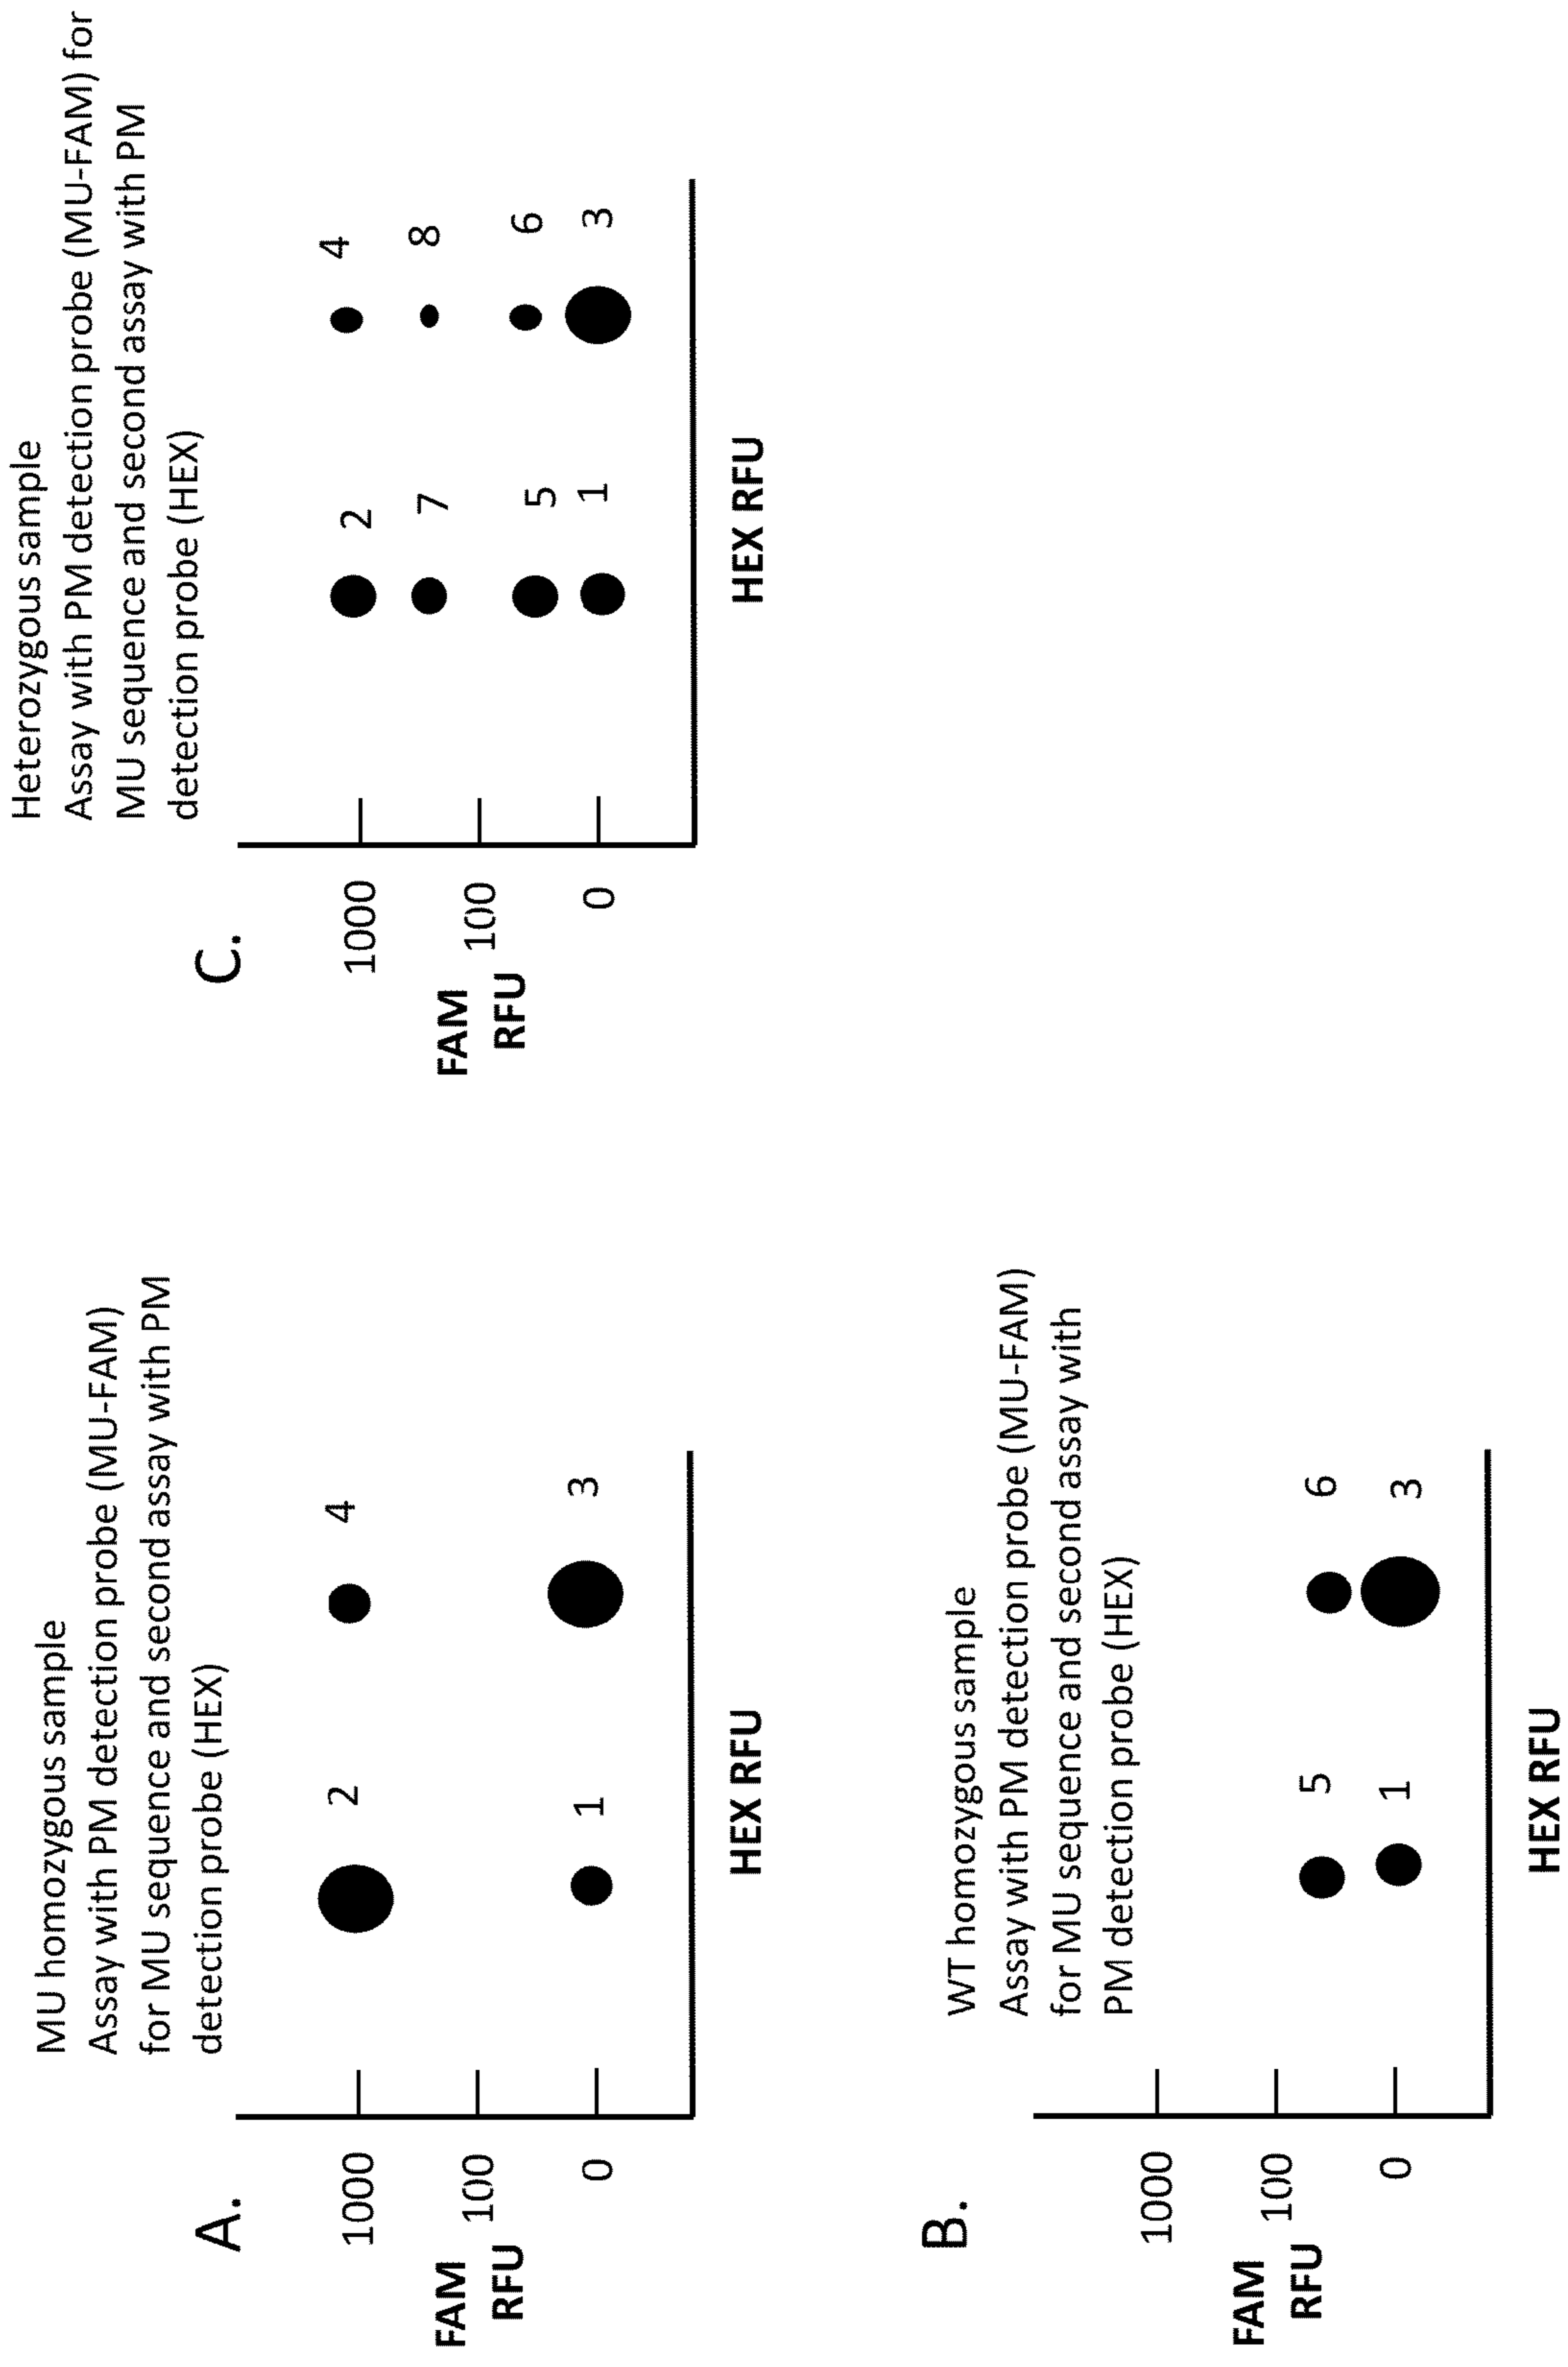 A.
MU homozygous sample
Assay with PM detection probe (MU-FAM)
for MU sequence and second assay with PM
detection probe (HEX)
1000
100
0
FAM
RFU
2
4
1
3
HEX RFU
B.
WT homozygous sample
Assay with PM detection probe (MU-FAM)
for MU sequence and second assay with
PM detection probe (HEX)
1000
100
0
FAM
RFU
5
6
1
3
HEX RFU
C.
Heterozygous sample
Assay with PM detection probe (MU-FAM) for
MU sequence and second assay with PM
detection probe (HEX)
1000
100
0
FAM
RFU
2
4
7
8
5
6
1
3
HEX RFU